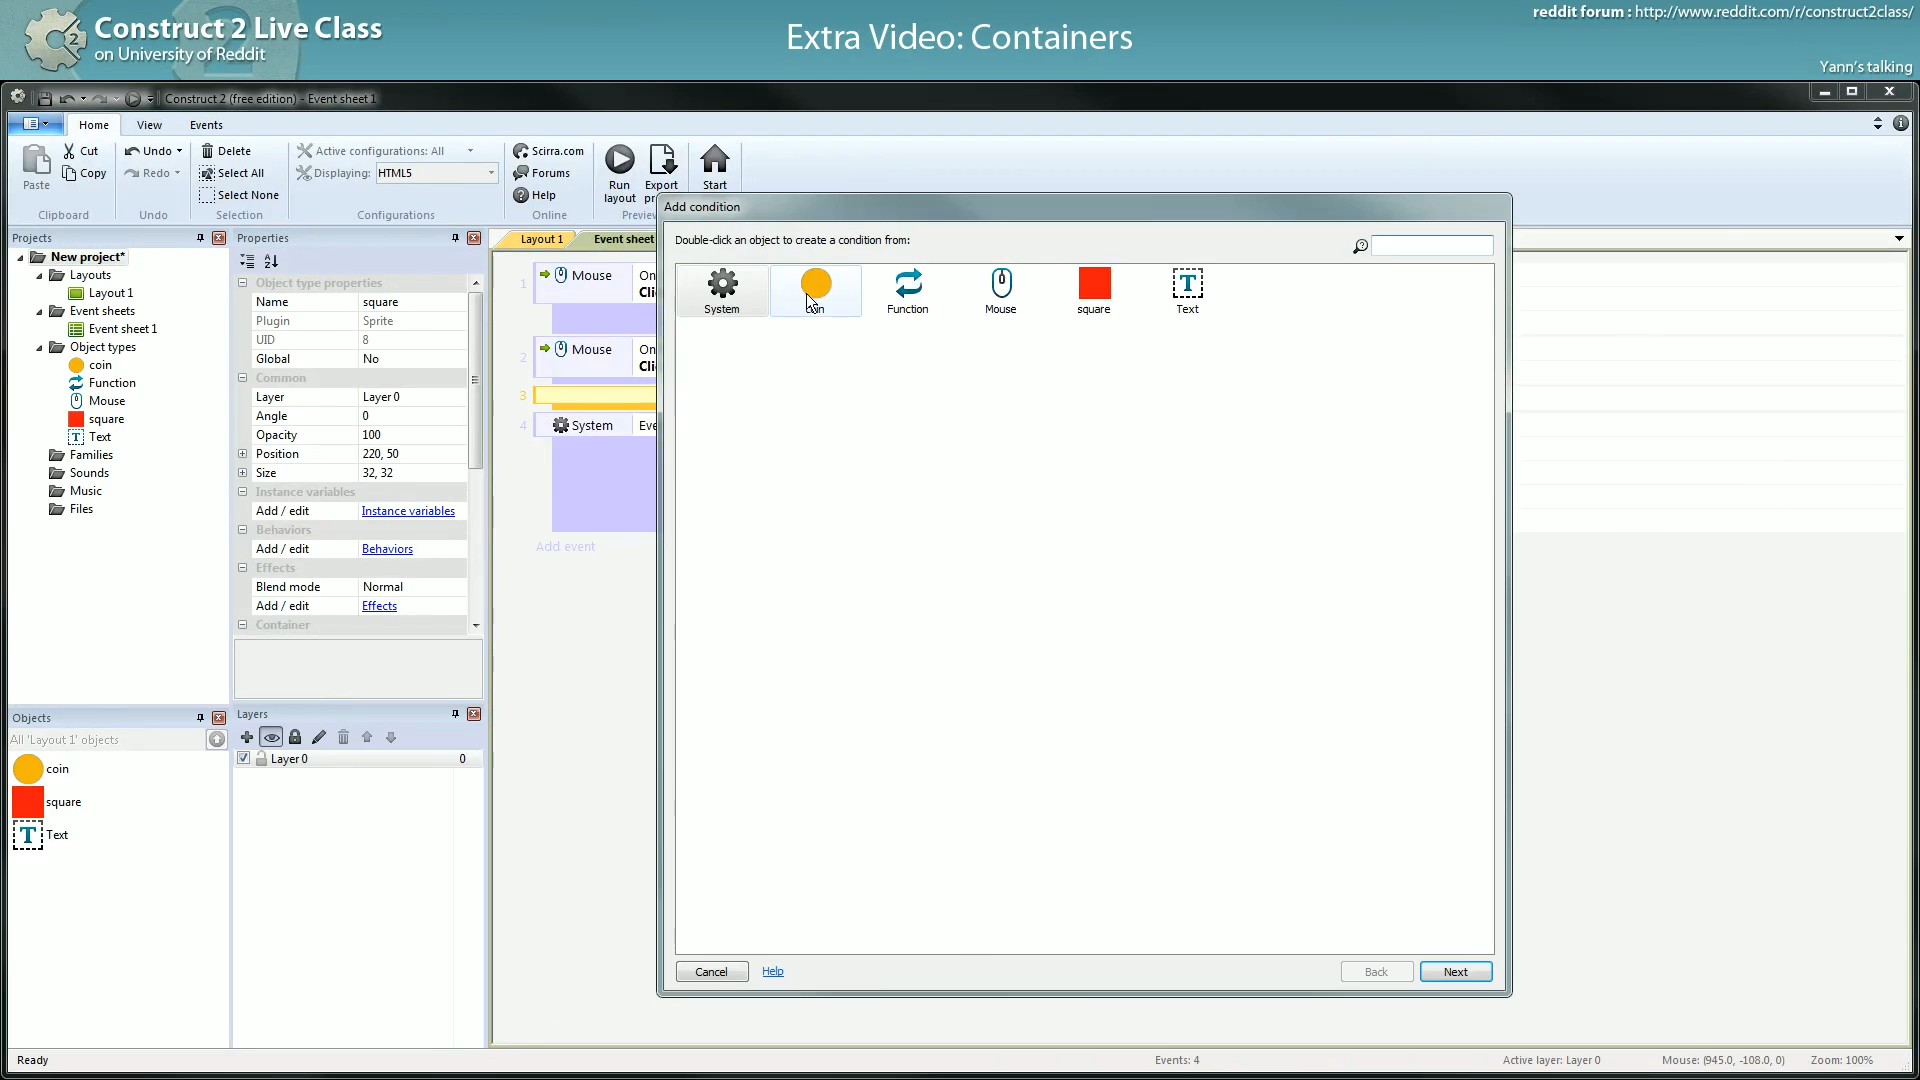 Construct 2 Live Class
on University of Reddit
Extra Video: Containers
reddit forum : http://www.reddit.com/r/construct2class/
Yann's talking
Construct 2 (free edition) - Event sheet 1
Home
View
Events
Paste
Cut
Copy
Clipboard
Undo
Redo
Undo
Delete
Select All
Select None
Selection
Active configurations: All
Displaying: HTML5
Configurations
Scirra.com
Forums
Help
Online
Run
layout
Export
Start
Projects
New project*
Layouts
Layout 1
Event sheets
Event sheet 1
Object types
coin
Function
Mouse
square
Text
Families
Sounds
Music
Files
Properties
Object type properties
Name square
Plugin Sprite
UID 8
Global No
Common
Layer Layer 0
Angle 0
Opacity 100
Position 220, 50
Size 32, 32
Instance variables
Add / edit Instance variables
Behaviors
Add / edit Behaviors
Effects
Blend mode Normal
Add / edit Effects
Container
Layout 1
Event sheet
1
Mouse
On
2
Mouse
On
3
4
System
Add event
Add condition
Double-click an object to create a condition from:
System
Function
Mouse
square
T
Text
Cancel
Help
Back
Next
Objects
All 'Layout 1' objects
coin
square
T
Text
Layers
Layer 0
0
Ready
Events: 4
Active layer: Layer 0
Mouse: (945.0, -108.0, 0)
Zoom: 100%